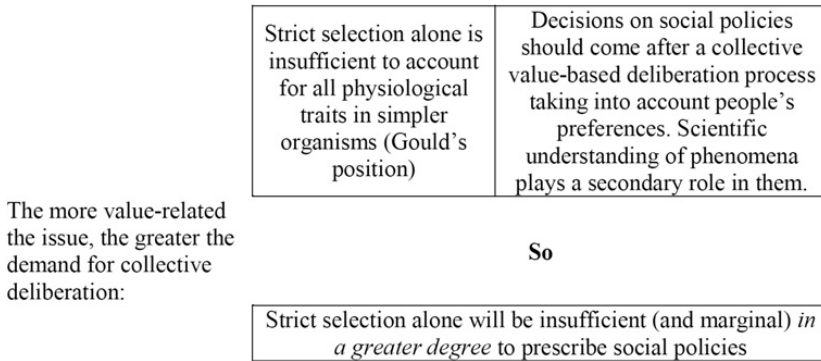 Strict selection alone is
insufficient to account
for all physiological
traits in simpler
organisms (Gould's
position)
Decisions on social policies
should come after a collective
value-based deliberation process
taking into account people's
preferences. Scientific
understanding of phenomena
plays a secondary role in them.
The more value-related
the issue, the greater the
demand for collective
deliberation:
So
Strict selection alone will be insufficient (and marginal) in
a greater degree to prescribe social policies